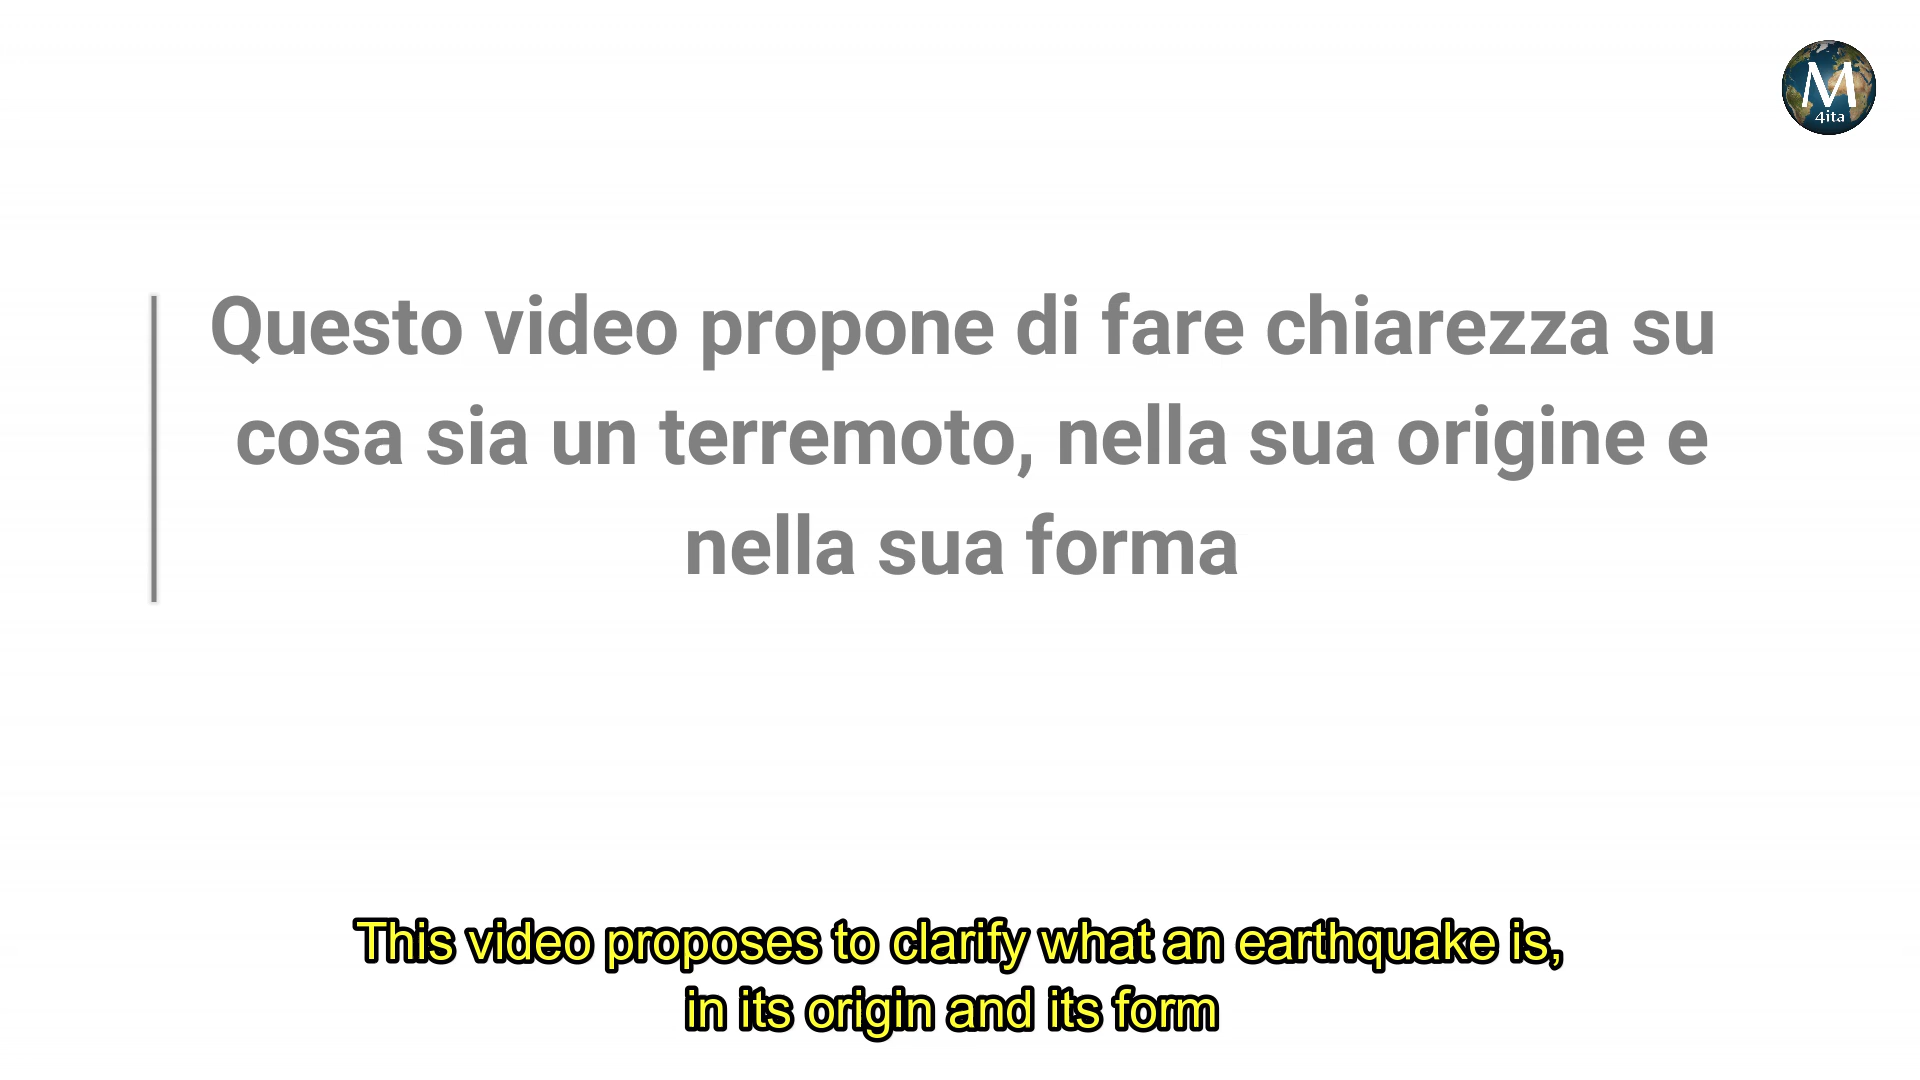 M
4ita
Questo video propone di fare chiarezza su
cosa sia un terremoto, nella sua origine e
nella sua forma
This video proposes to clarify what an earthquake is,
in its origin and its form